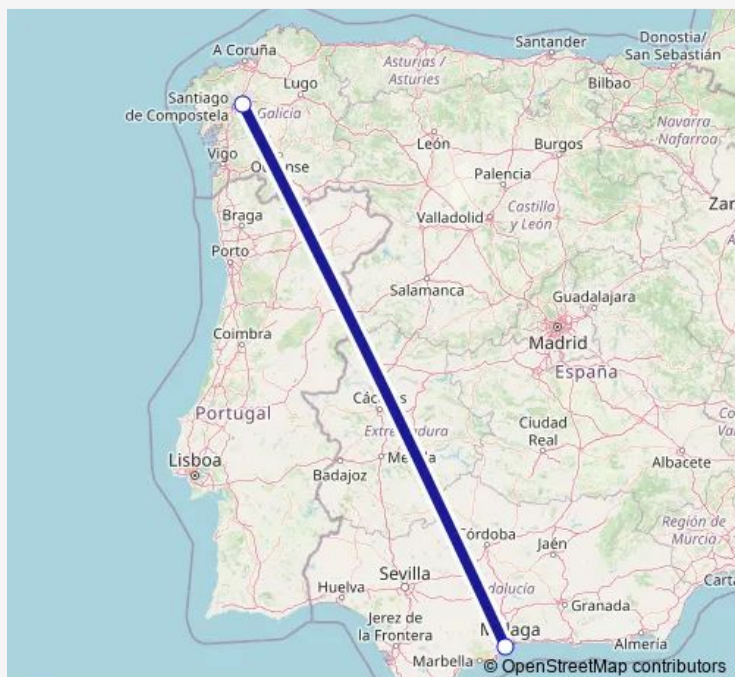 A Coruña
Santander
Donostia/
San Sebastián
Asturias /
Asturies
Bilbao
Lugo
Santiago
de Compostela
Galicia
Navarra -
Nafarroa
León
Burgos
Vigo
Palencia
Braga
Castilla
y León
Valladolid
Porto
Salamanca
Guadalajara
Coimbra
Madrid
España
Portugal
Ciudad
Real
Lisboa
Badajoz
Albacete
Región de
Murcia
Córdoba
Jaén
Sevilla
Huelva
Granada
Jerez de
la Frontera
Almería
Marbella
© OpenStreetMap contributors